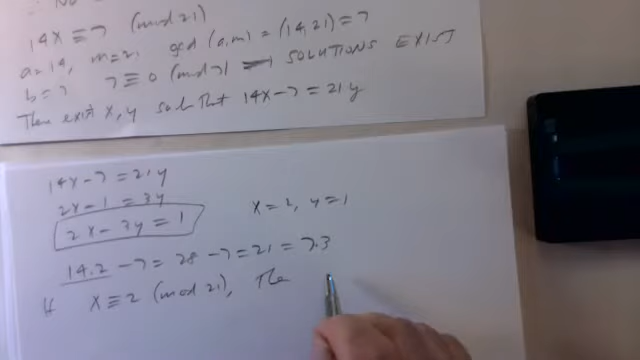 : No
14x ≡ 7 (mod 21)
a = 14, m = 21 gcd (a, m) = (14, 21) = 7
b = 7 7 ≡ 0 (mod 7) → SOLUTIONS EXIST
Then exist x, y such that 14x - 7 = 21y
14x - 7 = 21y
2x - 1 = 3y
2x - 3y = 1 x = 2, y = 1
14.2 - 7 = 28 - 7 = 21 = 7.3
If x ≡ 2 (mod 21), The